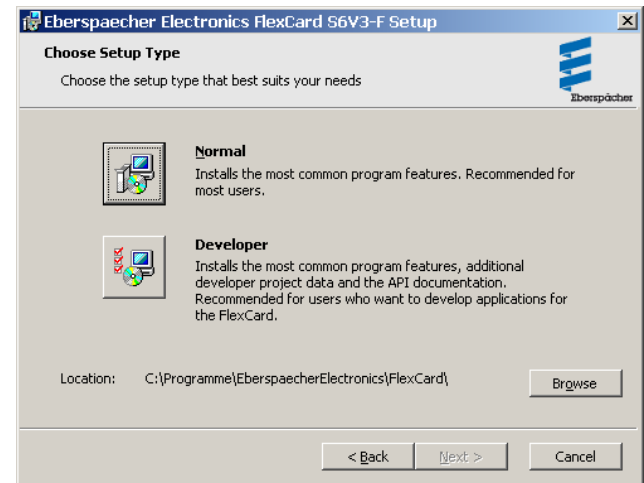 Eberspaecher Electronics FlexCard S6V3-F Setup
Choose Setup Type
Choose the setup type that best suits your needs
Eberspächer
Normal
Installs the most common program features. Recommended for
most users.
Developer
Installs the most common program features, additional
developer project data and the API documentation.
Recommended for users who want to develop applications for
the FlexCard.
Location: C:\Programme\EberspaecherElectronics\FlexCard\
Browse
< Back Next > Cancel